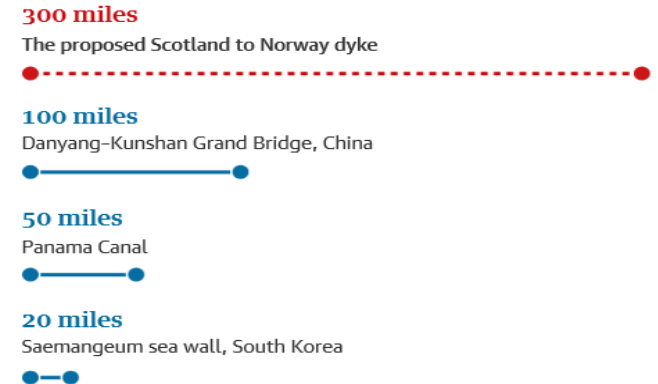 300 miles
The proposed Scotland to Norway dyke
100 miles
Danyang-Kunshan Grand Bridge, China
50 miles
Panama Canal
20 miles
Saemangeum sea wall, South Korea